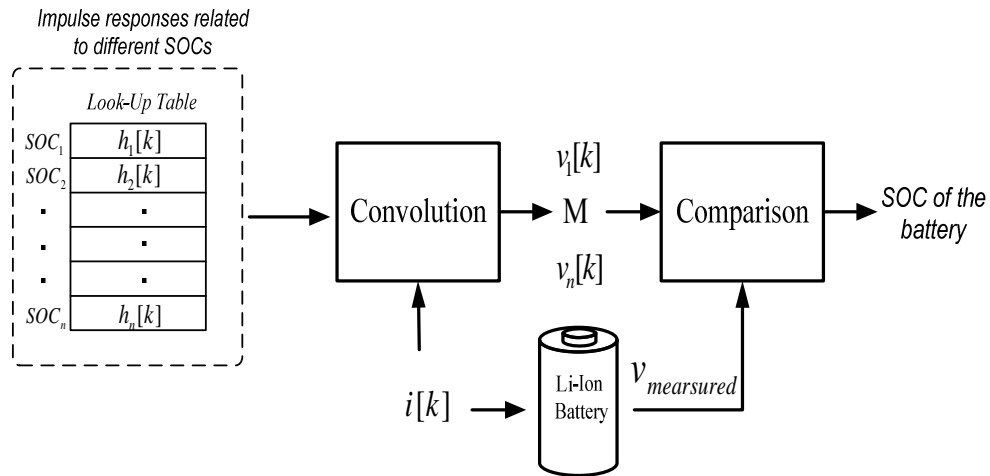 Impulse responses related
to different SOCs
Look-Up Table
SOC₁ h₁[k]
SOC₂ h₂[k]
. .
. .
. .
SOCₙ hₙ[k]
Convolution
v₁[k]
M
vₙ[k]
Comparison
SOC of the
battery
i[k]
Li-Ion
Battery
v mearsured